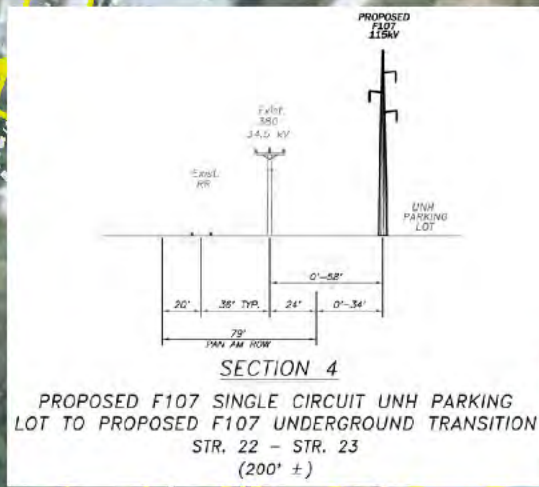 PROPOSED
F107
115kV
Exist.
380
34.5 kV
Exist.
RR
UNH
PARKING
LOT
0'-58'
20'
36' TYP.
24'
0'-34'
79'
PAN AM ROW
SECTION 4
PROPOSED F107 SINGLE CIRCUIT UNH PARKING
LOT TO PROPOSED F107 UNDERGROUND TRANSITION
STR. 22 - STR. 23
(200' ±)